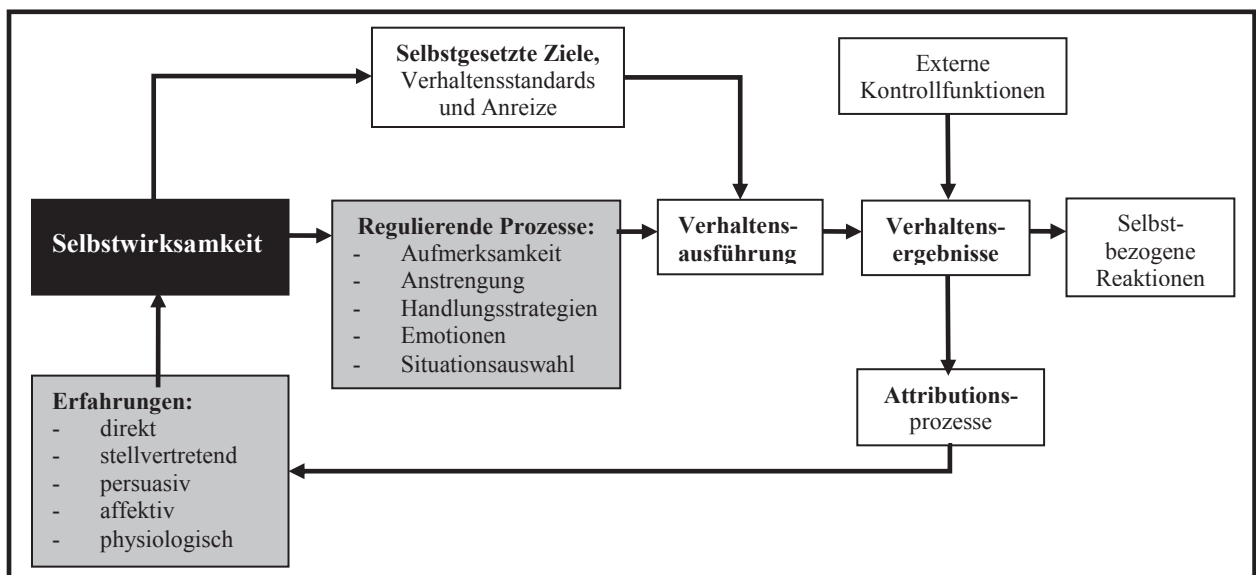 Selbstgesetzte Ziele,
Verhaltensstandards
und Anreize
Externe
Kontrollfunktionen
Selbstwirksamkeit
Regulierende Prozesse:
- Aufmerksamkeit
- Anstrengung
- Handlungsstrategien
- Emotionen
- Situationsauswahl
Verhaltens-
ausführung
Verhaltens-
ergebnisse
Selbst-
bezogene
Reaktionen
Attributions-
prozesse
Erfahrungen:
- direkt
- stellvertretend
- persuasiv
- affektiv
- physiologisch